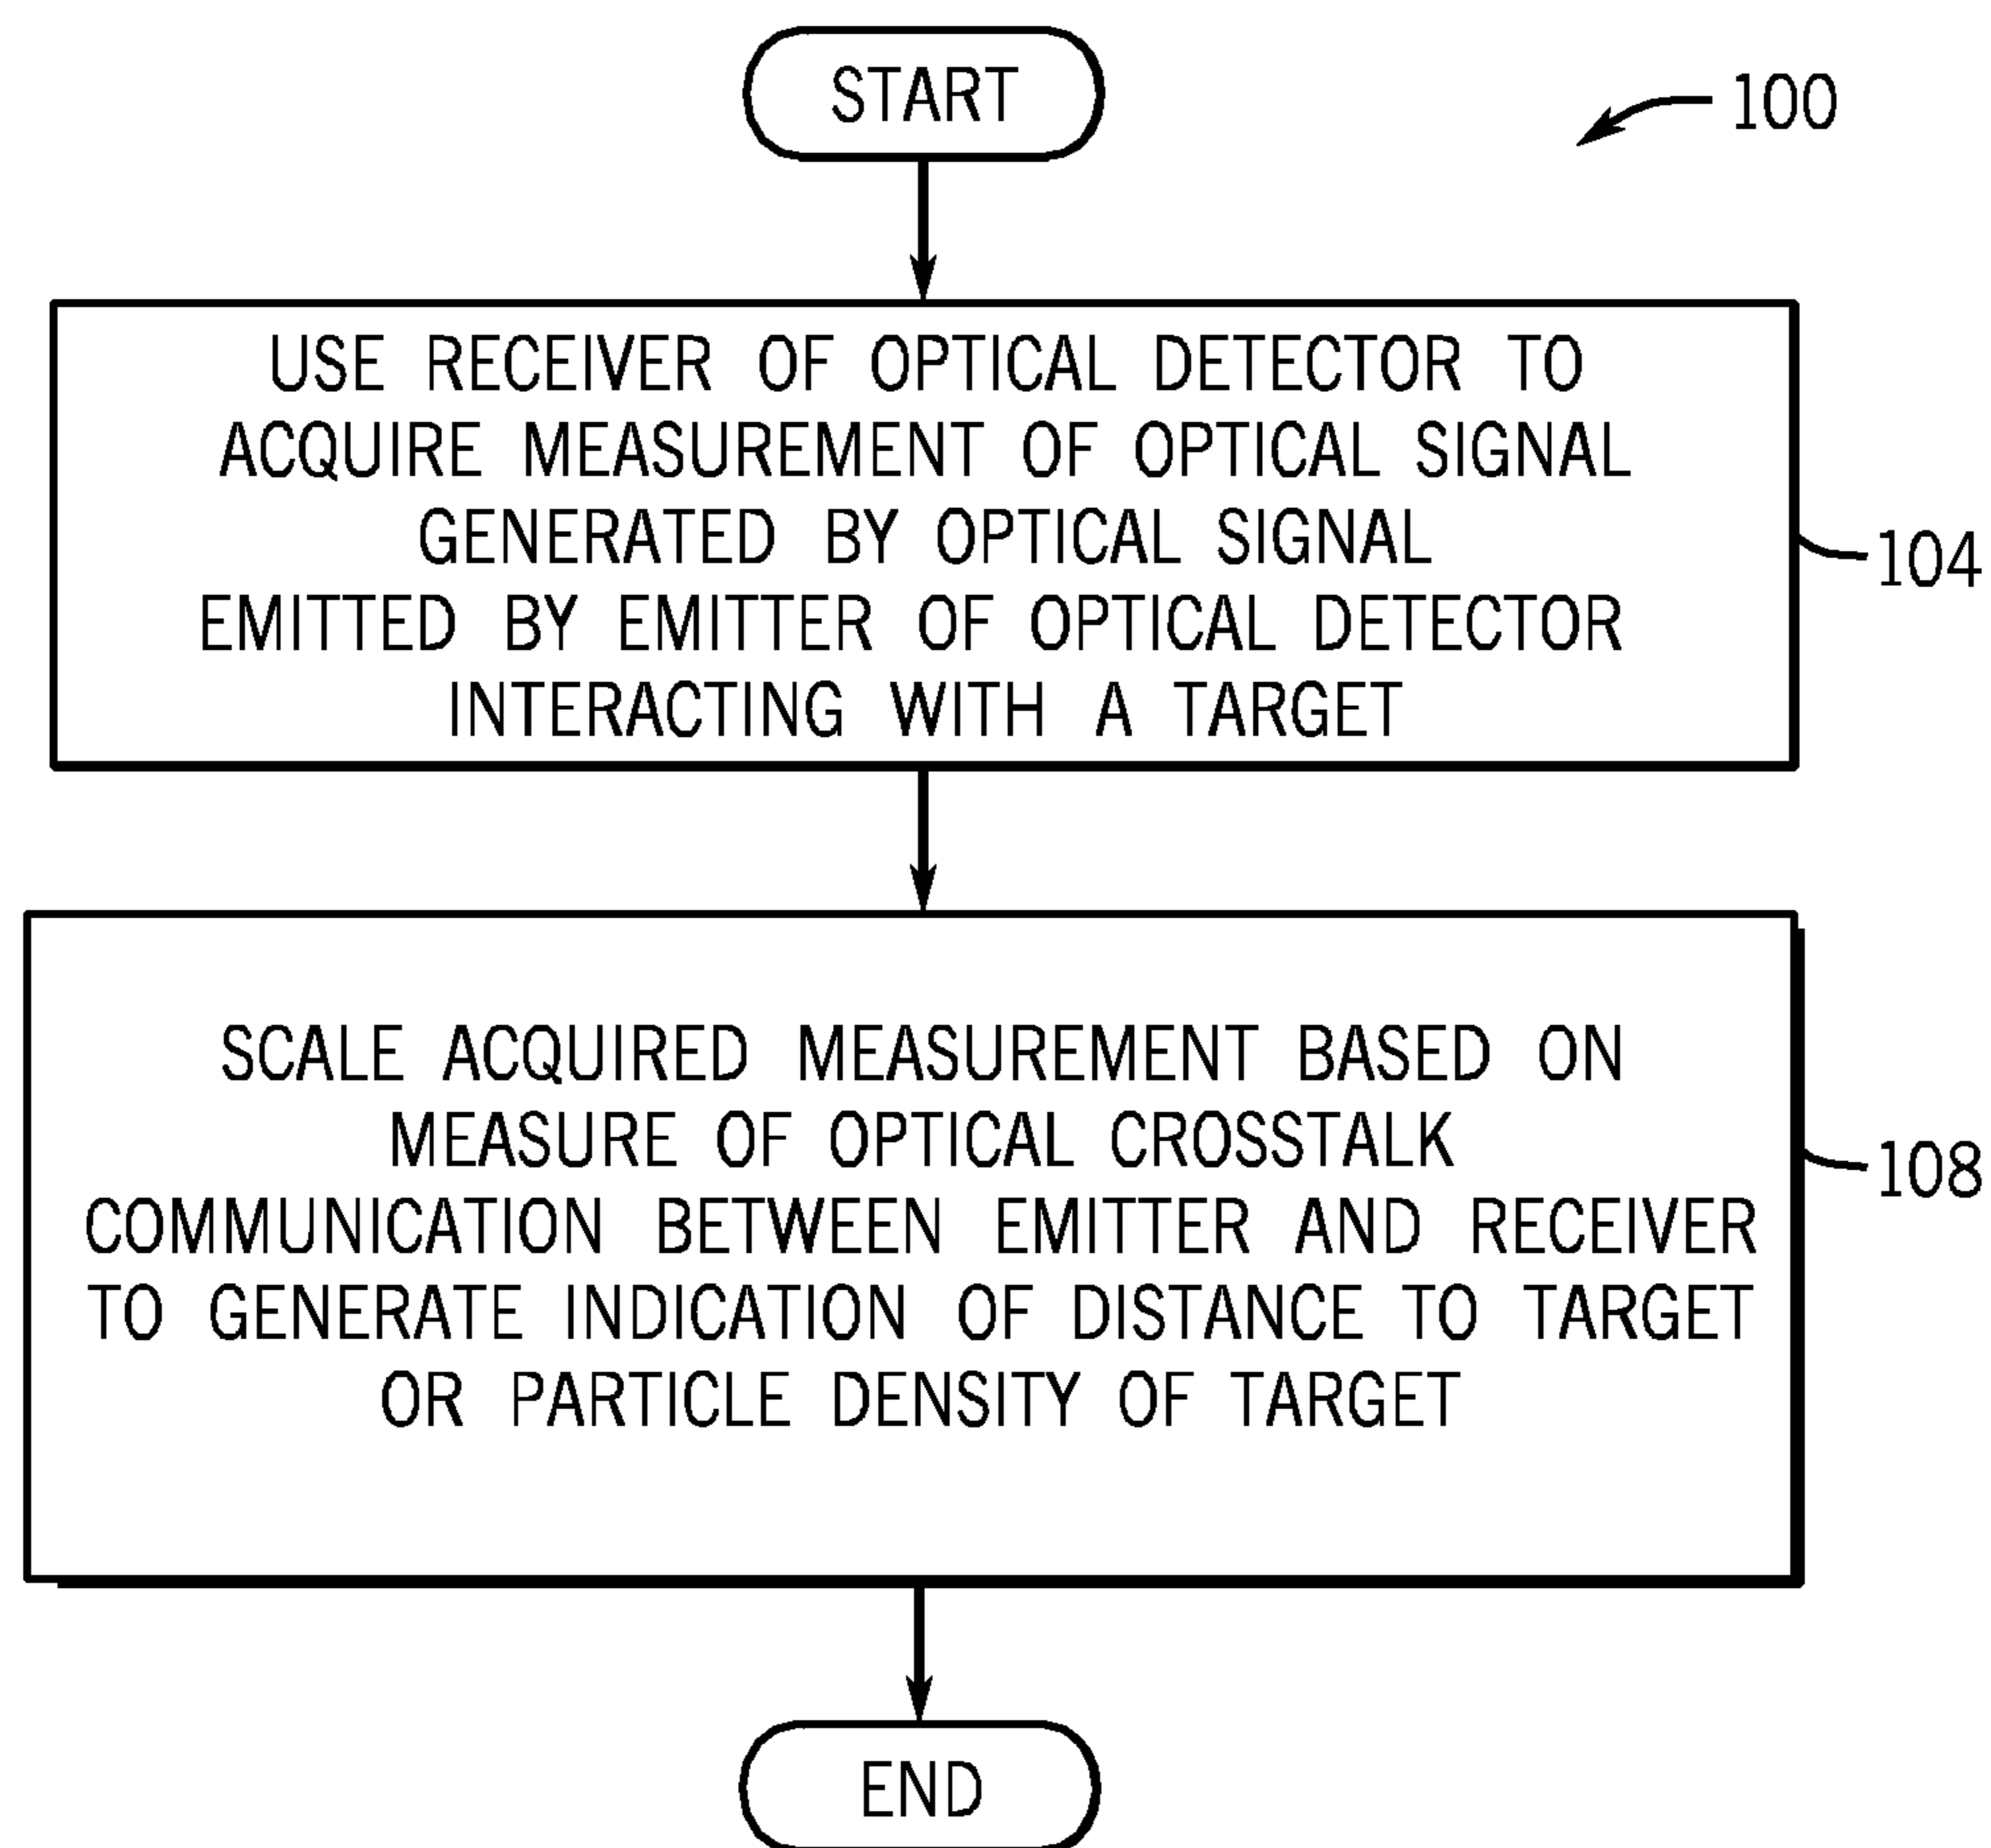 START
100
USE RECEIVER OF OPTICAL DETECTOR TO
ACQUIRE MEASUREMENT OF OPTICAL SIGNAL
GENERATED BY OPTICAL SIGNAL
EMITTED BY EMITTER OF OPTICAL DETECTOR
INTERACTING WITH A TARGET
104
SCALE ACQUIRED MEASUREMENT BASED ON
MEASURE OF OPTICAL CROSSTALK
COMMUNICATION BETWEEN EMITTER AND RECEIVER
TO GENERATE INDICATION OF DISTANCE TO TARGET
OR PARTICLE DENSITY OF TARGET
108
END